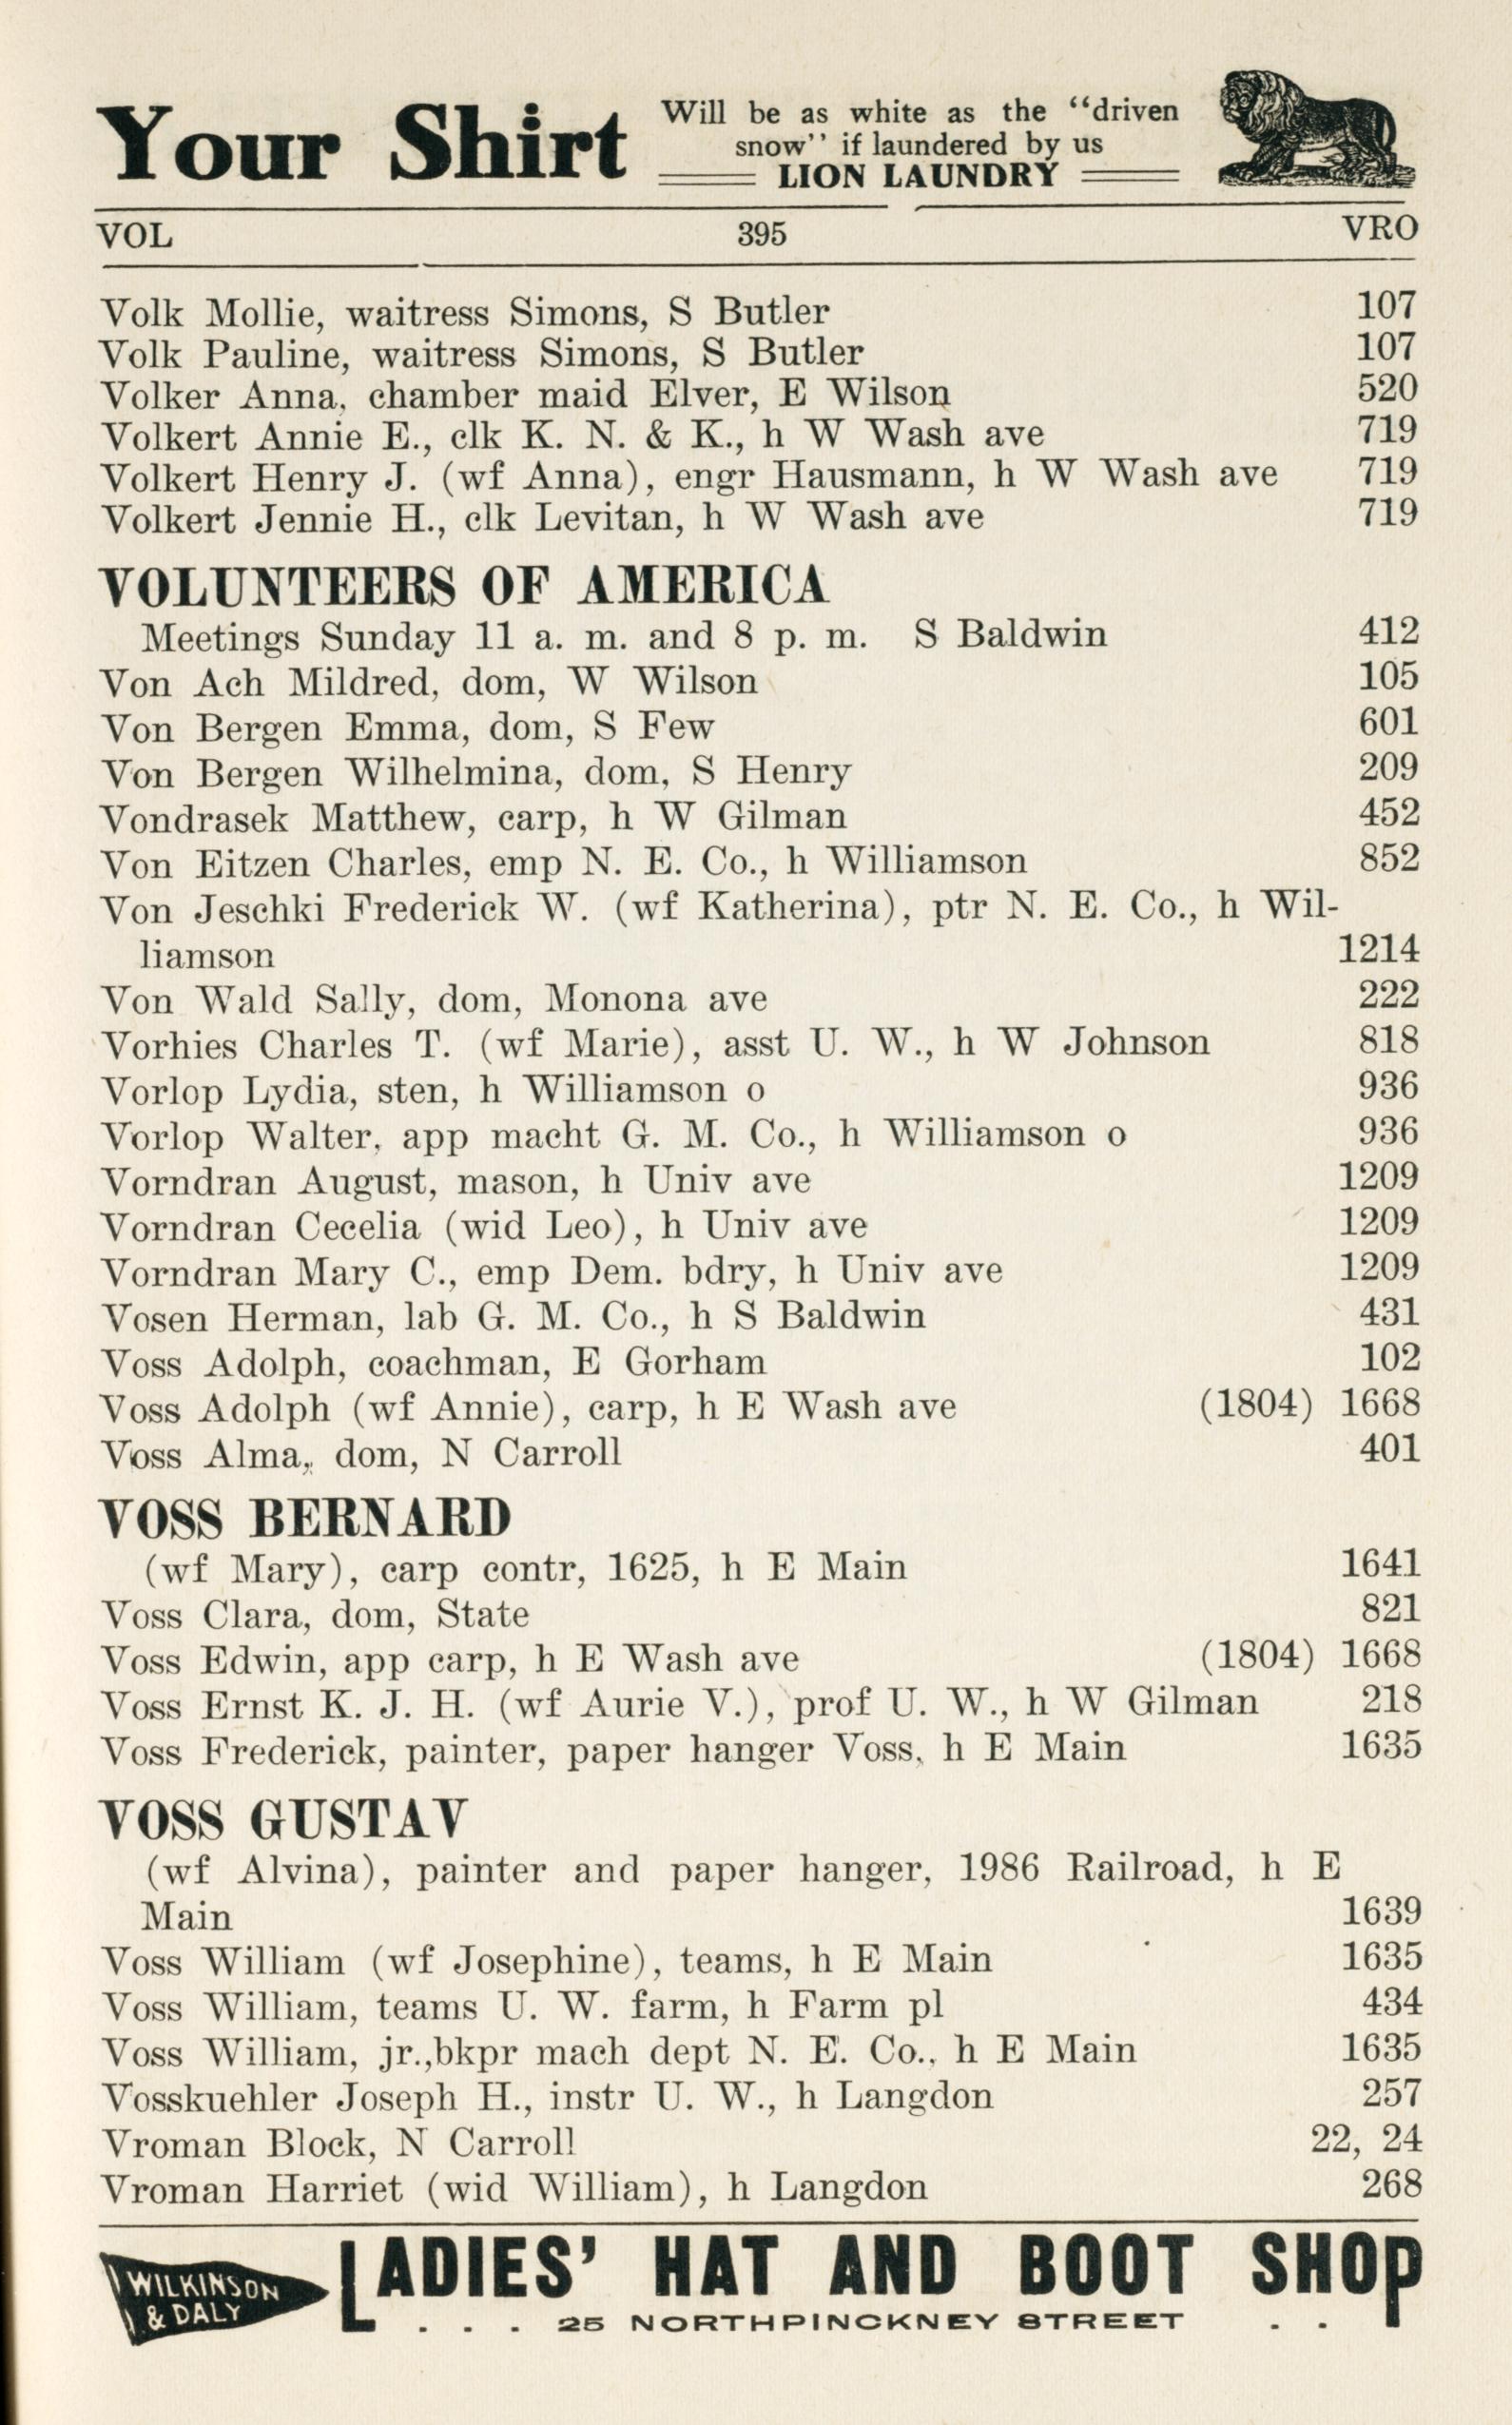 Your Shirt
Will be as white as the “driven
snow’’ if laundered by us
LION LAUNDRY
VOL 395 VRO
Volk Mollie, waitress Simons, S Butler 107
Volk Pauline, waitress Simons, S Butler 107
Volker Anna, chamber maid Elver, E Wilson 520
Volkert Annie E., clk K. N. & K., h W Wash ave 719
Volkert Henry J. (wf Anna), engr Hausmann, h W Wash ave 719
Volkert Jennie H., clk Levitan, h W Wash ave 719
VOLUNTEERS OF AMERICA
Meetings Sunday 11 a. m. and 8 p. m. S Baldwin 412
Von Ach Mildred, dom, W Wilson 105
Von Bergen Emma, dom, S Few 601
Von Bergen Wilhelmina, dom, S Henry 209
Vondrasek Matthew, carp, h W Gilman 452
Von Eitzen Charles, emp N. E. Co., h Williamson 852
Von Jeschki Frederick W. (wf Katherina), ptr N. E. Co., h Wil-
liamson 1214
Von Wald Sally, dom, Monona ave 222
Vorhies Charles T. (wf Marie), asst U. W., h W Johnson 818
Vorlop Lydia, sten, h Williamson o 936
Vorlop Walter, app macht G. M. Co., h Williamson o 936
Vorndran August, mason, h Univ ave 1209
Vorndran Cecelia (wid Leo), h Univ ave 1209
Vorndran Mary C., emp Dem. bdry, h Univ ave 1209
Vosen Herman, lab G. M. Co., h S Baldwin 431
Voss Adolph, coachman, E Gorham 102
Voss Adolph (wf Annie), carp, h E Wash ave (1804) 1668
Voss Alma, dom, N Carroll 401
VOSS BERNARD
(wf Mary), carp contr, 1625, h E Main 1641
Voss Clara, dom, State 821
Voss Edwin, app carp, h E Wash ave (1804) 1668
Voss Ernst K. J. H. (wf Aurie V.), prof U. W., h W Gilman 218
Voss Frederick, painter, paper hanger Voss, h E Main 1635
VOSS GUSTAV
(wf Alvina), painter and paper hanger, 1986 Railroad, h E
Main 1639
Voss William (wf Josephine), teams, h E Main 1635
Voss William, teams U. W. farm, h Farm pl 434
Voss William, jr.,bkpr mach dept N. E. Co., h E Main 1635
Vosskuehler Joseph H., instr U. W., h Langdon 257
Vroman Block, N Carroll 22, 24
Vroman Harriet (wid William), h Langdon 268
WILKINSON
& DALY
LADIES’ HAT AND BOOT SHOP
. . . 25 NORTH PINCKNEY STREET . .